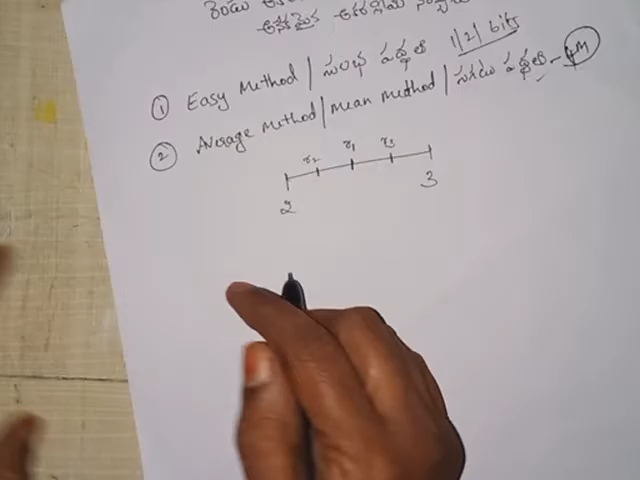 రెండు
① Easy Method / సులభ పద్ధతి 1/2/ bits
② Average Method / Mean Method / సగటు పద్ధతి - 4M
r₂ r₁ r₃
2 3